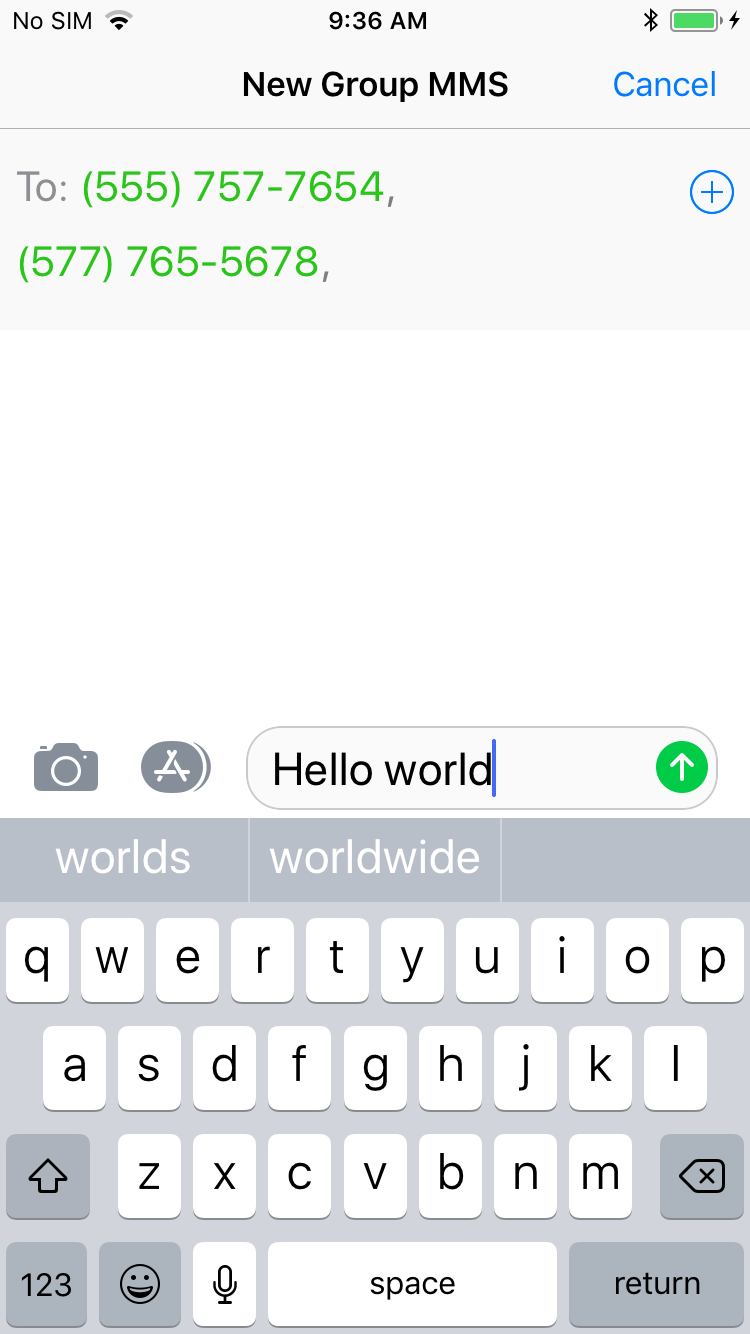 No SIM 9:36 AM
New Group MMS Cancel
To: (555) 757-7654,
(577) 765-5678,
Hello world
worlds worldwide
q w e r t y u i o p
a s d f g h j k l
z x c v b n m
123 space return